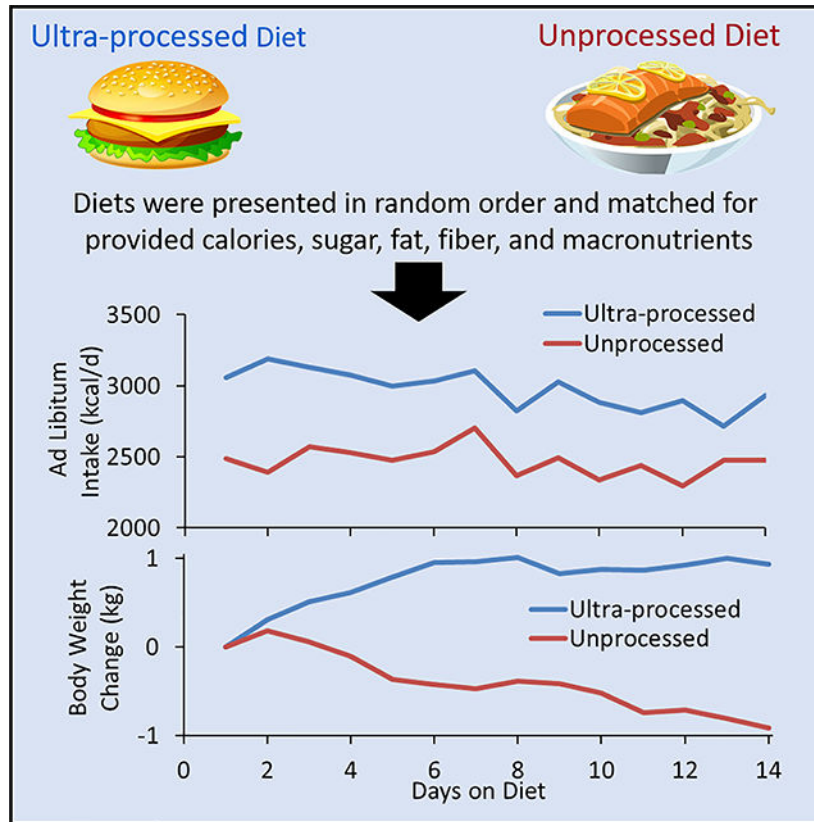 Ultra-processed Diet
Unprocessed Diet
Diets were presented in random order and matched for
provided calories, sugar, fat, fiber, and macronutrients
Ad Libitum
Intake (kcal/d)
3500
3000
2500
2000
Ultra-processed
Unprocessed
Body Weight
Change (kg)
1
0
-1
Ultra-processed
Unprocessed
0 2 4 6 8 10 12 14
Days on Diet